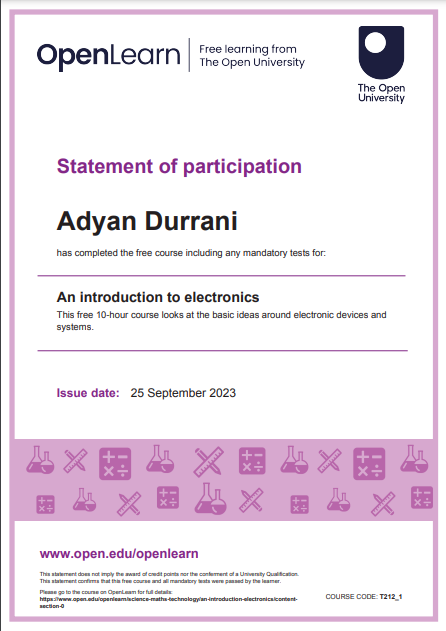 OpenLearn
Free learning from
The Open University
The Open
University
Statement of participation
Adyan Durrani
has completed the free course including any mandatory tests for:
An introduction to electronics
This free 10-hour course looks at the basic ideas around electronic devices and
systems.
Issue date: 25 September 2023
www.open.edu/openlearn
This statement does not imply the award of credit points nor the conferment of a University Qualification.
This statement confirms that this free course and all mandatory tests were passed by the learner.
Please go to the course on OpenLearn for full details:
https://www.open.edu/openlearn/science-maths-technology/an-introduction-electronics/content-
section-0
COURSE CODE: T212_1